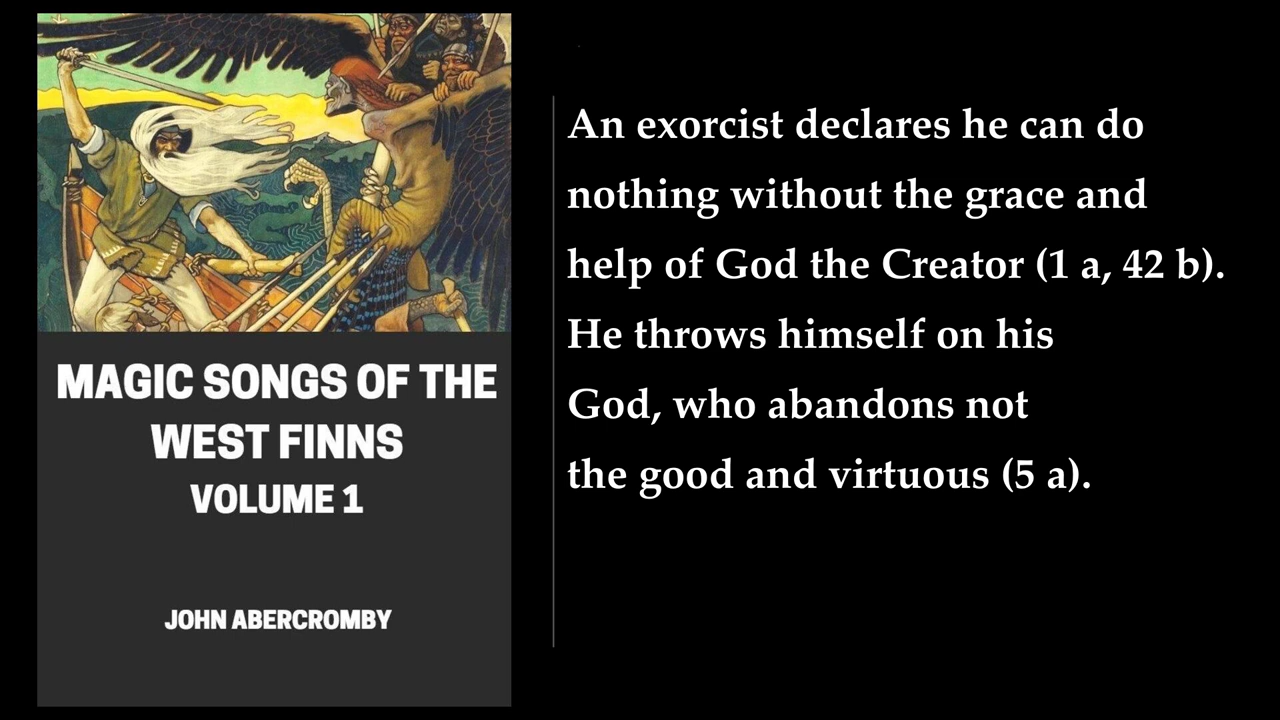 MAGIC SONGS OF THE
WEST FINNS
VOLUME 1
JOHN ABERCROMBY
An exorcist declares he can do
nothing without the grace and
help of God the Creator (1 a, 42 b).
He throws himself on his
God, who abandons not
the good and virtuous (5 a).